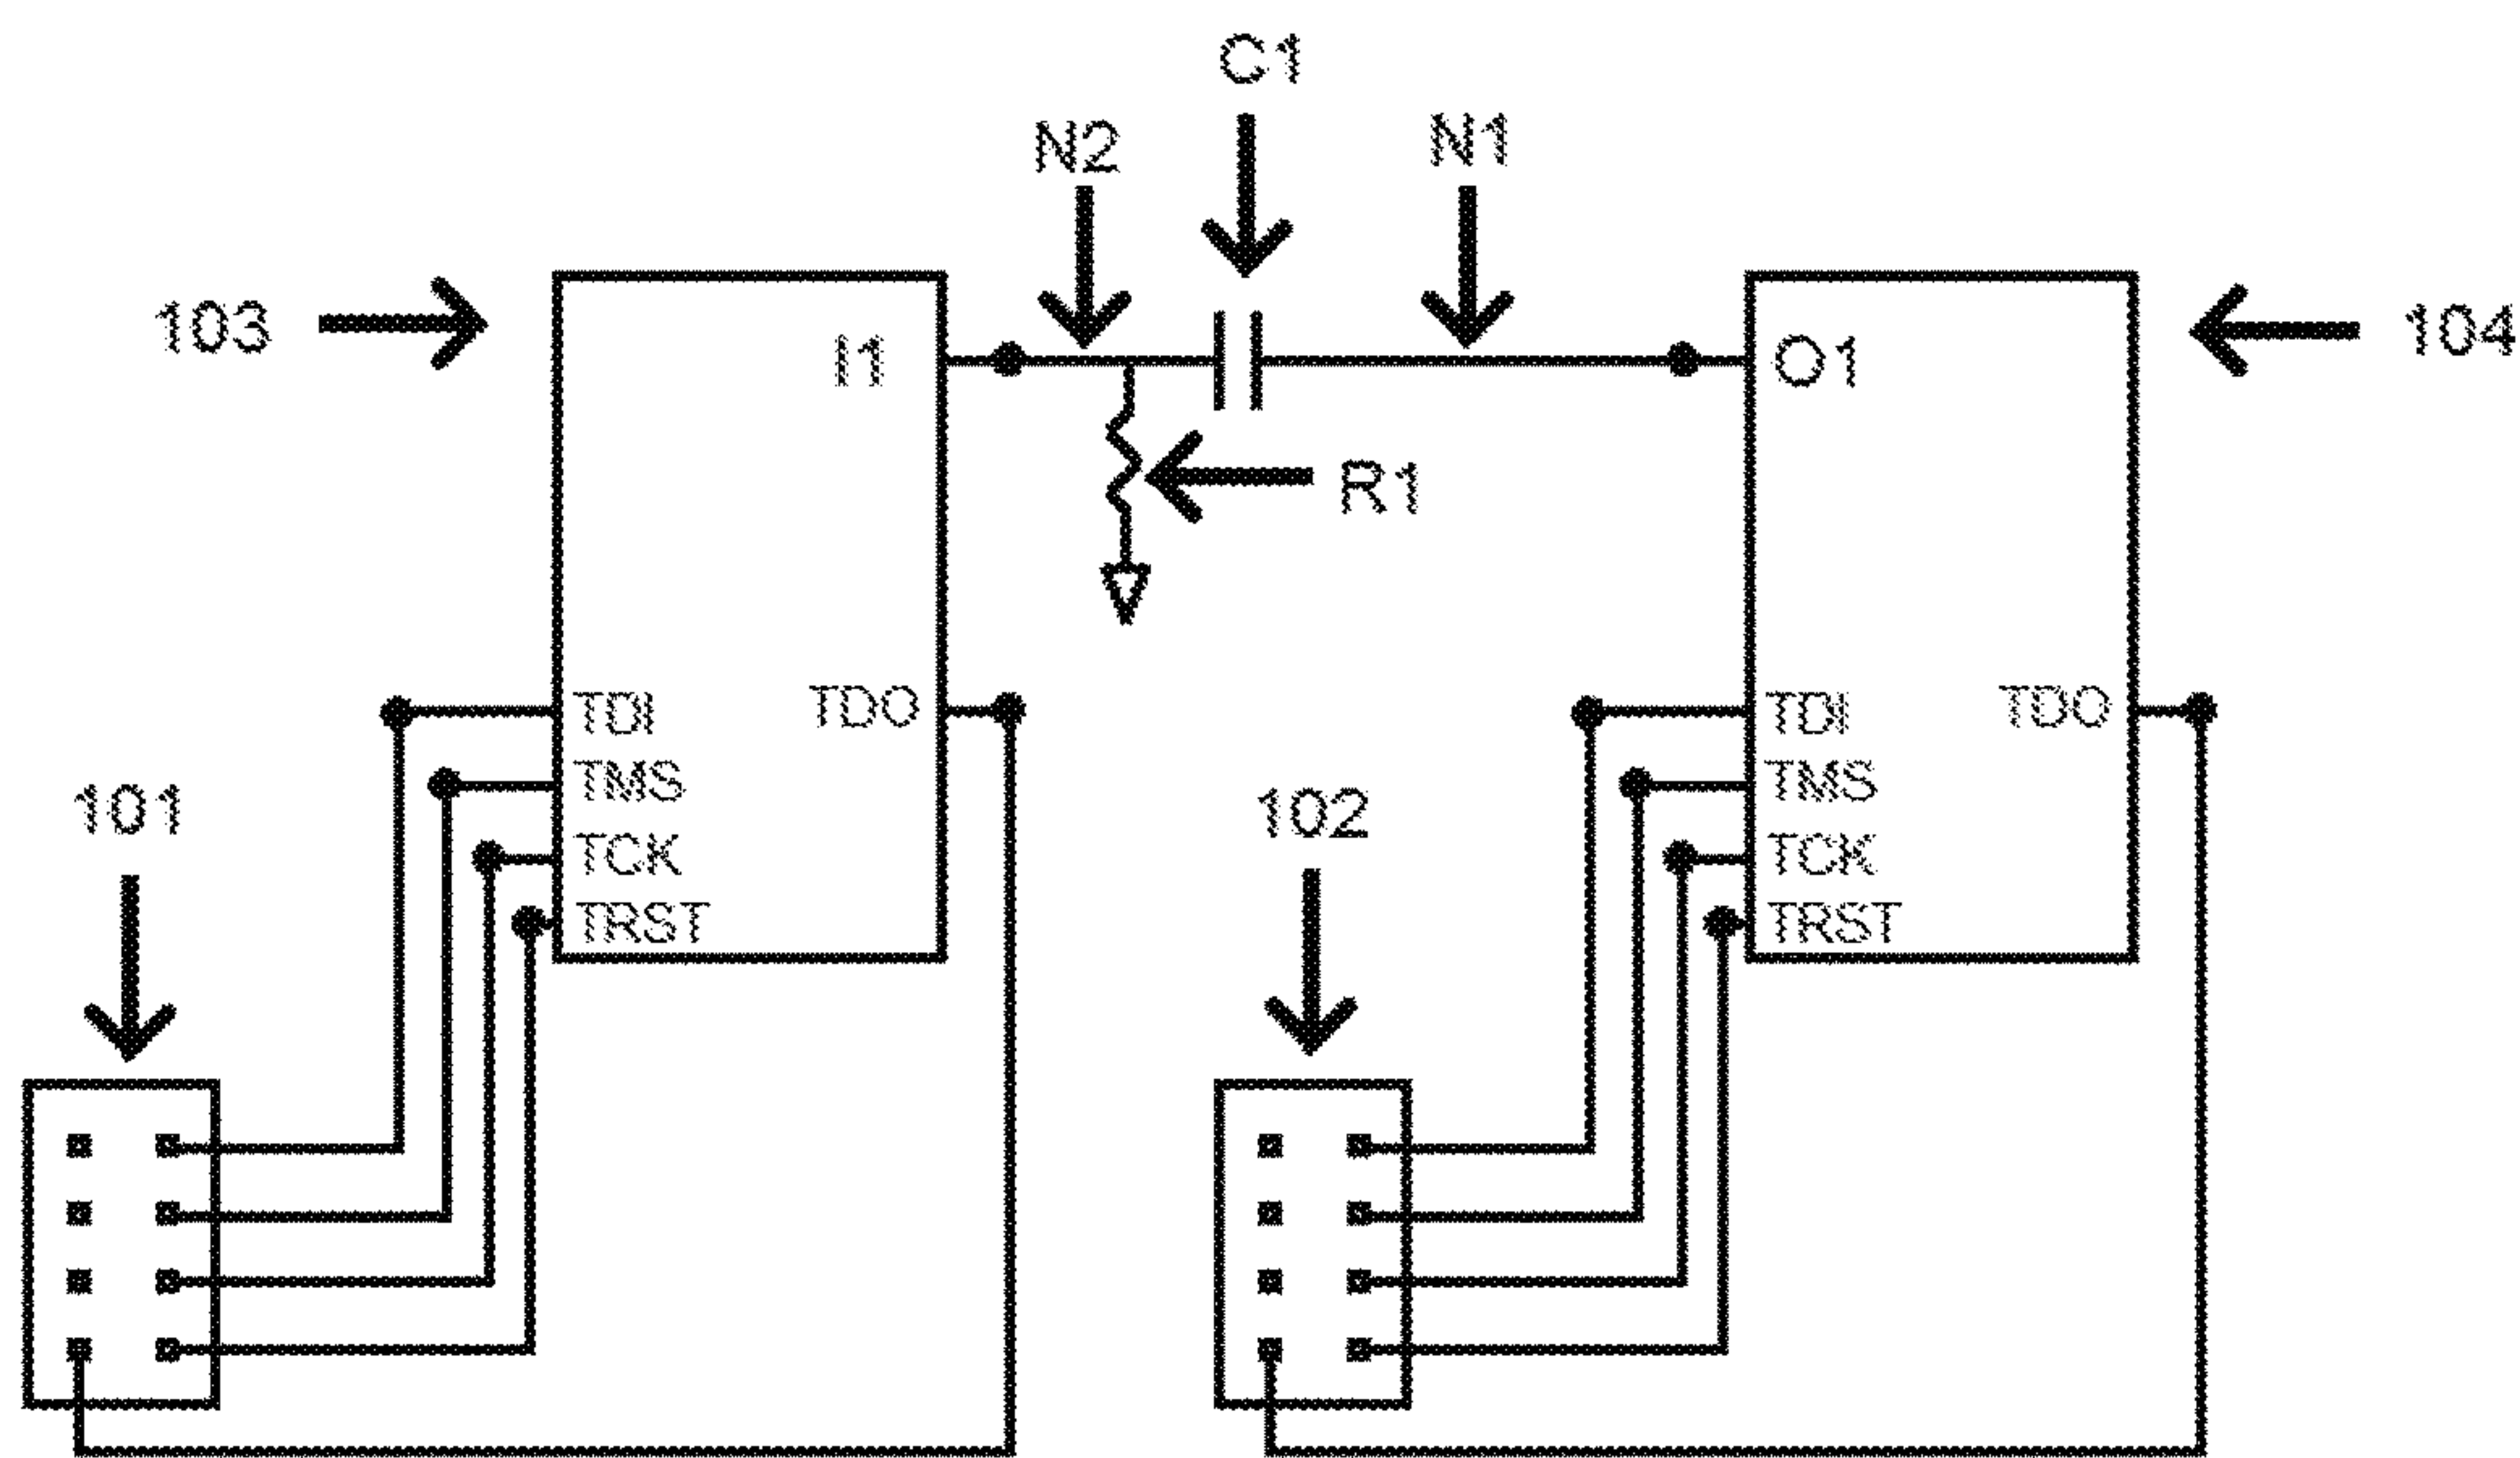 C1
N2
N1
103
104
I1
O1
R1
TDI
TDO
TMS
TCK
TRST
TDI
TDO
TMS
TCK
TRST
101
102